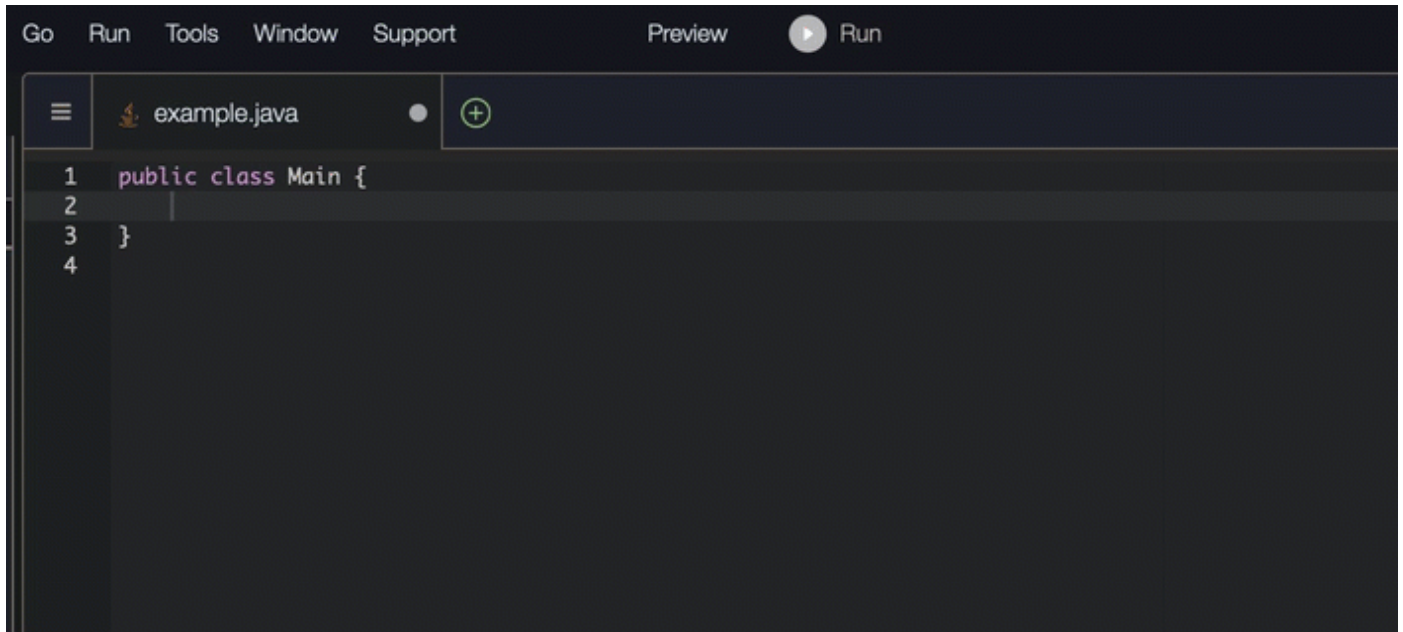 Go Run Tools Window Support Preview Run
example.java
1 public class Main {
2
3 }
4